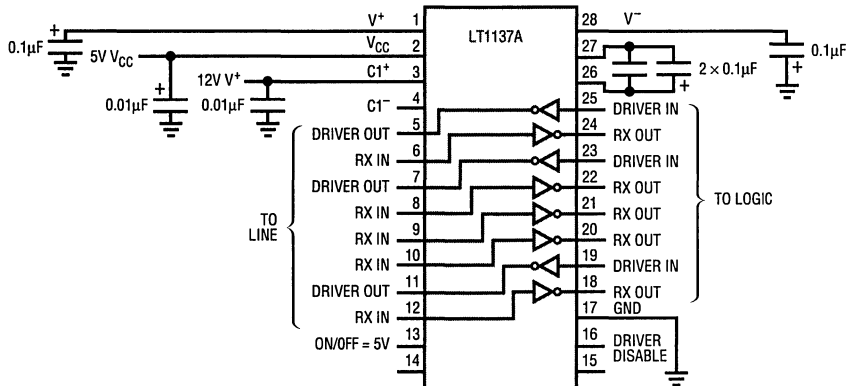 V+ 1 LT1137A 28 V−
0.1µF VCC 2 27 0.1µF
5V VCC 2 × 0.1µF
12V V+ C1+ 3 26
0.01µF 0.01µF C1− 4 25 DRIVER IN
DRIVER OUT 5 24 RX OUT
RX IN 6 23 DRIVER IN
DRIVER OUT 7 22 RX OUT
RX IN 8 21 RX OUT
TO LINE
TO LOGIC
RX IN 9 20 RX OUT
RX IN 10 19 DRIVER IN
DRIVER OUT 11 18 RX OUT
RX IN 12 17 GND
ON/OFF = 5V 13 16 DRIVER DISABLE
14 15